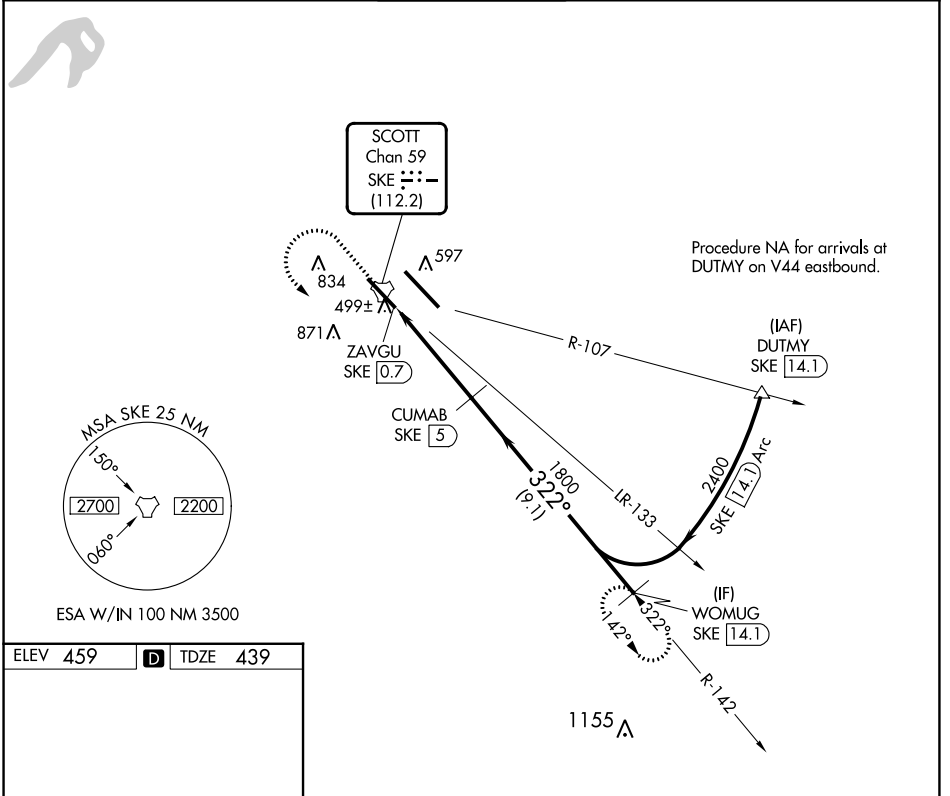 SCOTT
Chan 59
SKE
(112.2)
597
834
499±
871
ZAVGU
SKE 0.7
Procedure NA for arrivals at
DUTMY on V44 eastbound.
R-107
(IAF)
DUTMY
SKE 14.1
CUMAB
SKE 5
1800
322°
(9.1)
LR-133
2400
SKE 14.1 Arc
MSA SKE 25 NM
150°
2700
2200
060°
ESA W/IN 100 NM 3500
(IF)
WOMUG
SKE 14.1
142°
322°
R-142
1155
ELEV 459
D
TDZE 439